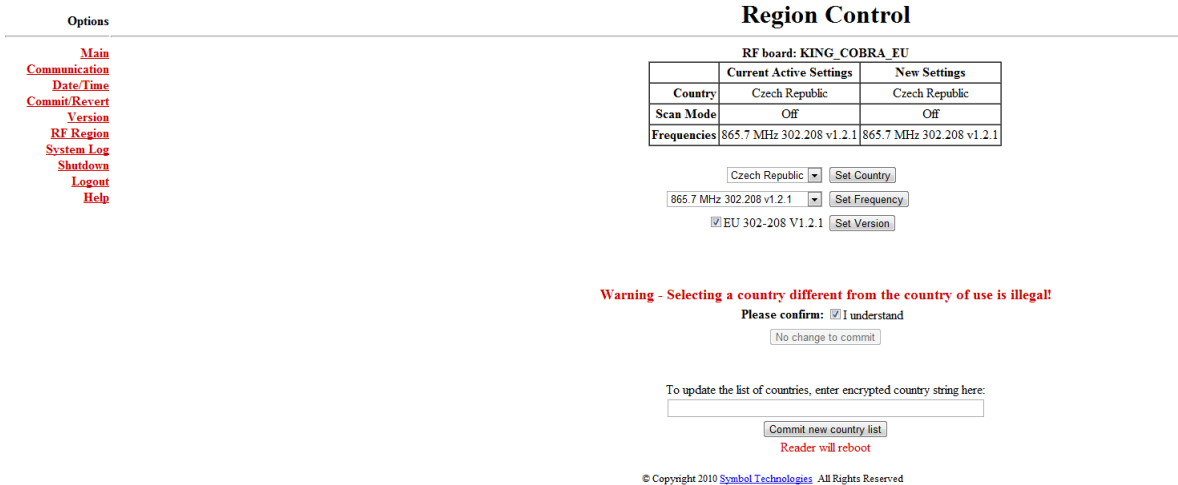 Options
Main
Communication
Date/Time
Commit/Revert
Version
RF Region
System Log
Shutdown
Logout
Help
Region Control
RF board: KING_COBRA_EU
Current Active Settings New Settings
Country Czech Republic Czech Republic
Scan Mode Off Off
Frequencies 865.7 MHz 302.208 v1.2.1 865.7 MHz 302.208 v1.2.1
Czech Republic Set Country
865.7 MHz 302.208 v1.2.1 Set Frequency
EU 302-208 V1.2.1 Set Version
Warning - Selecting a country different from the country of use is illegal!
Please confirm: I understand
No change to commit
To update the list of countries, enter encrypted country string here:
Commit new country list
Reader will reboot
© Copyright 2010 Symbol Technologies All Rights Reserved